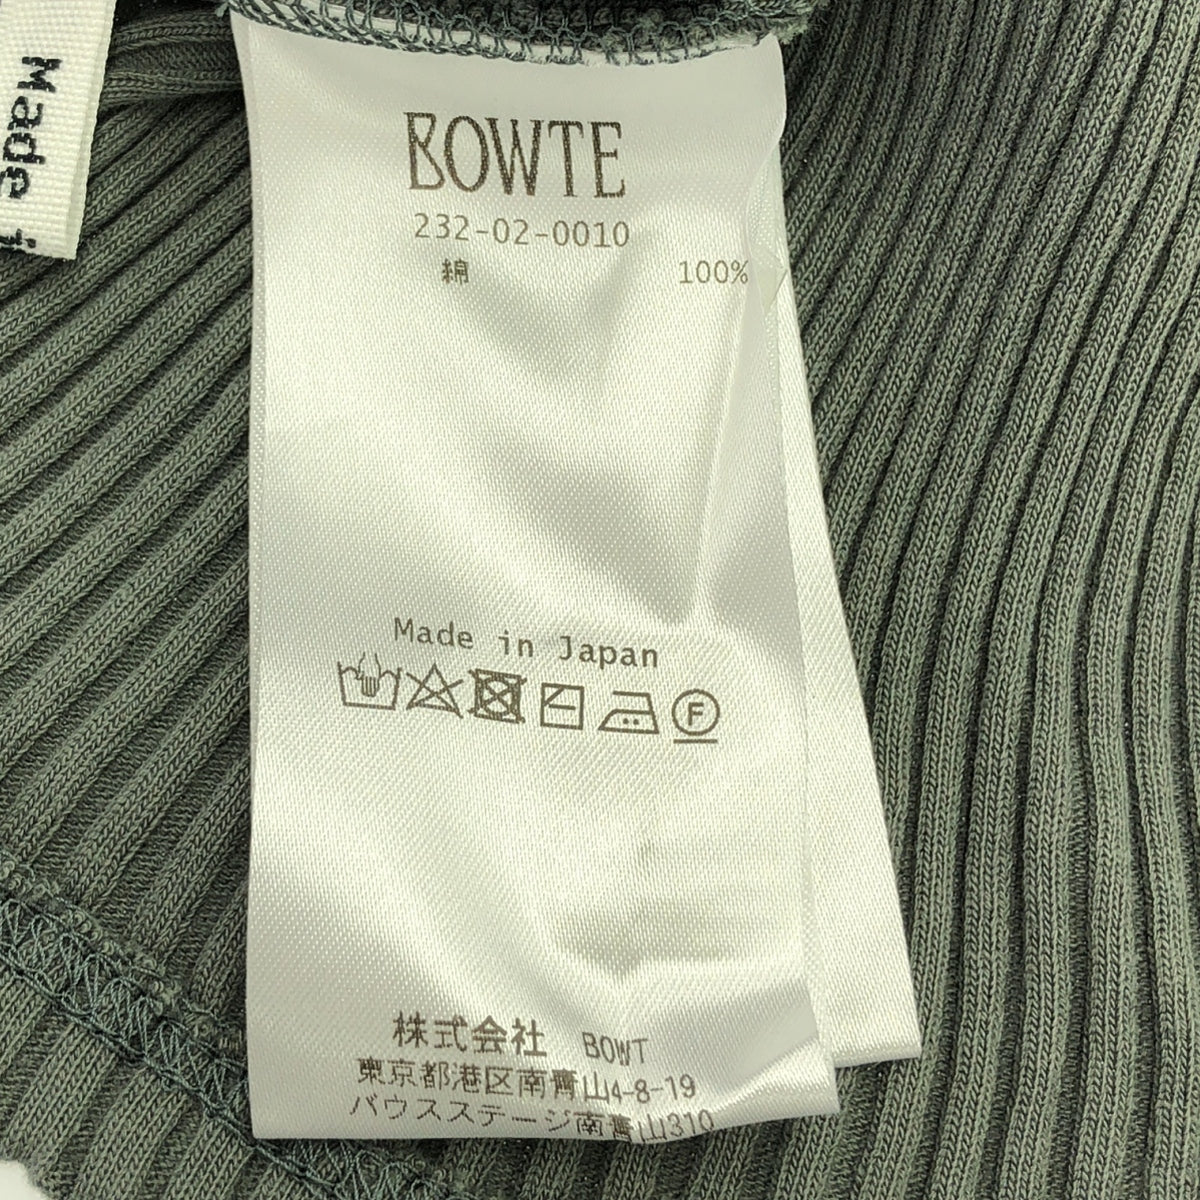 Made i
BOWTE
232-02-0010
綿 100%
Made in Japan
F
株式会社 BOWT
東京都港区南青山4-8-19
バウスステージ南青山310